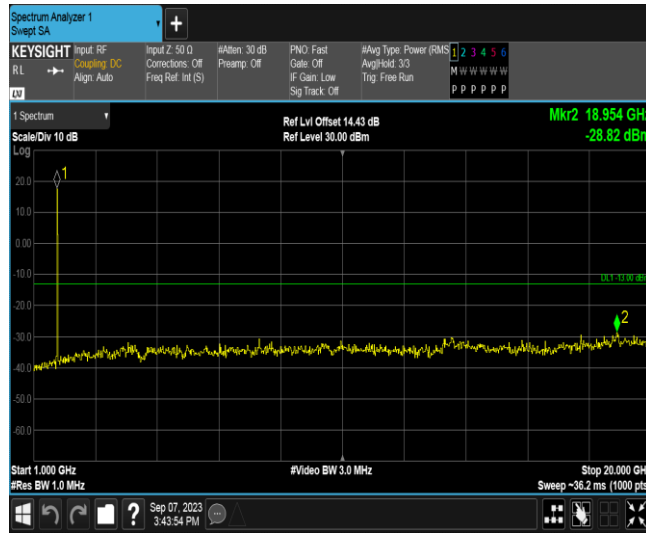 Spectrum Analyzer 1
Swept SA
+
KEYSIGHT
RL
LXI
Input: RF
Coupling: DC
Align: Auto
Input Z: 50 Ω
Corrections: Off
Freq Ref: Int (S)
#Atten: 30 dB
Preamp: Off
PNO: Fast
Gate: Off
IF Gain: Low
Sig Track: Off
#Avg Type: Power (RMS
Avg|Hold: 3/3
Trig: Free Run
1 2 3 4 5 6
M W W W W W
P P P P P P
1 Spectrum
Scale/Div 10 dB
Log
Ref Lvl Offset 14.43 dB
Ref Level 30.00 dBm
Mkr2 18.954 GHz
-28.82 dBm
1
20.0
10.0
0.00
-10.0
DL1 -13.00 dBm
-20.0
2
-30.0
-40.0
-50.0
-60.0
Start 1.000 GHz
#Res BW 1.0 MHz
#Video BW 3.0 MHz
Stop 20.000 GH
Sweep ~36.2 ms (1000 pts
?
Sep 07, 2023
3:43:54 PM